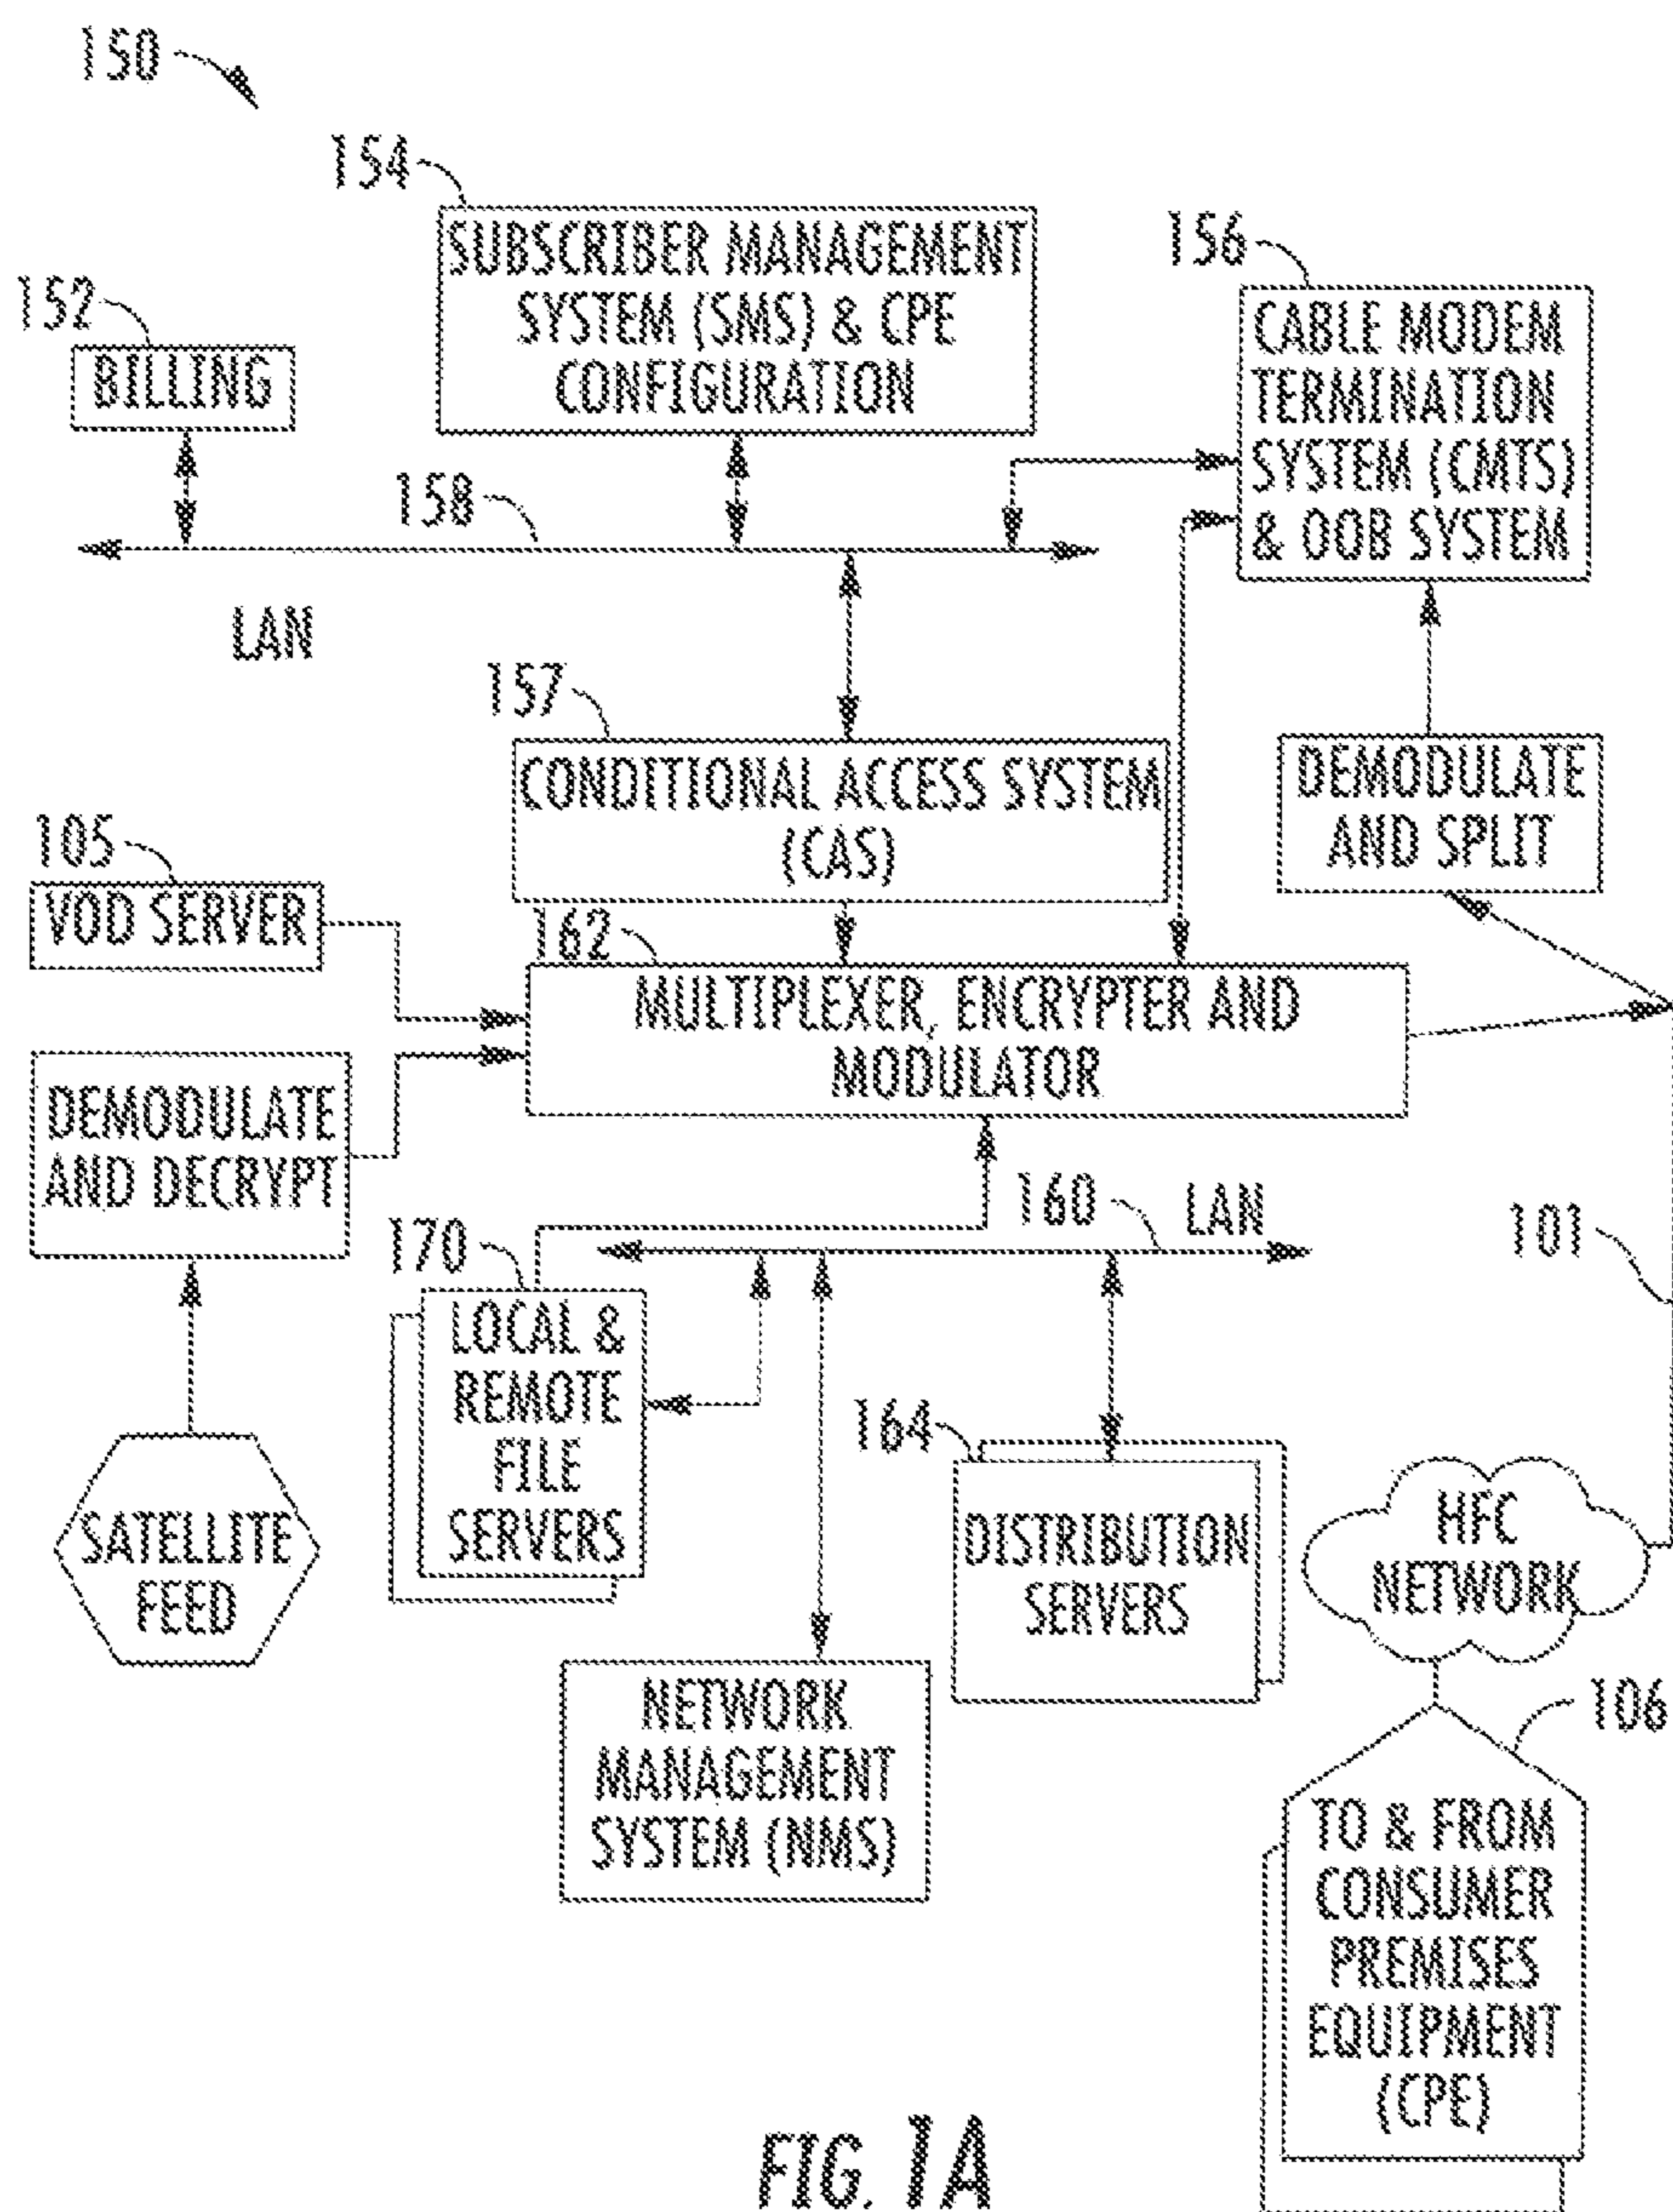 150
154
SUBSCRIBER MANAGEMENT
SYSTEM (SMS) & CPE
CONFIGURATION
156
CABLE MODEM
TERMINATION
SYSTEM (CMTS)
& OOB SYSTEM
152
BILLING
158
LAN
157
CONDITIONAL ACCESS SYSTEM
(CAS)
DEMODULATE
AND SPLIT
105
VOD SERVER
162
MULTIPLEXER, ENCRYPTER AND
MODULATOR
DEMODULATE
AND DECRYPT
160
LAN
101
170
LOCAL &
REMOTE
FILE
SERVERS
164
DISTRIBUTION
SERVERS
HFC
NETWORK
SATELLITE
FEED
NETWORK
MANAGEMENT
SYSTEM (NMS)
106
TO & FROM
CONSUMER
PREMISES
EQUIPMENT
(CPE)
FIG. 1A